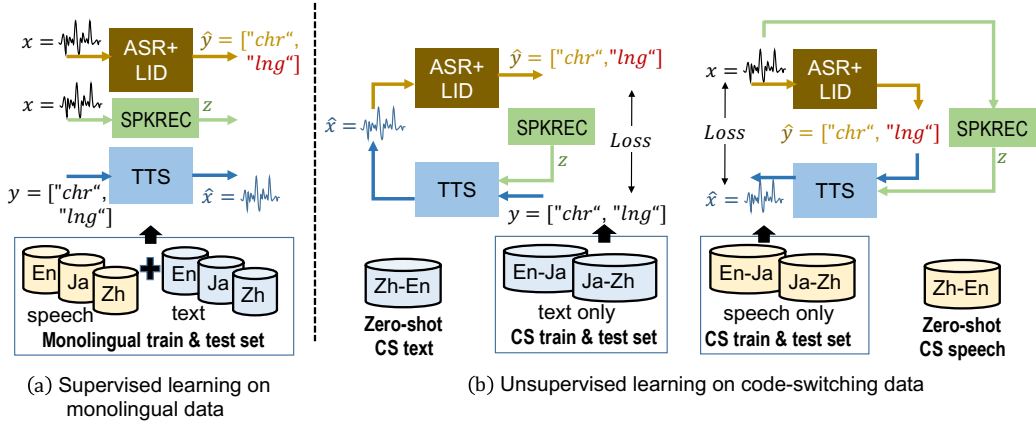 x =
ASR+
LID
ŷ = ["chr",
"lng"]
x =
SPKREC
z
y = ["chr",
"lng"]
TTS
x̂ =
En
Ja
Zh
speech
+
En
Ja
Zh
text
Monolingual train & test set
(a) Supervised learning on
monolingual data
ASR+
LID
ŷ = ["chr","lng"]
x̂ =
SPKREC
z
Loss
TTS
y = ["chr", "lng"]
Zh-En
Zero-shot
CS text
En-Ja
Ja-Zh
text only
CS train & test set
x =
ASR+
LID
Loss
ŷ = ["chr", "lng"]
SPKREC
z
x̂ =
TTS
En-Ja
Ja-Zh
speech only
CS train & test set
Zh-En
Zero-shot
CS speech
(b) Unsupervised learning on code-switching data